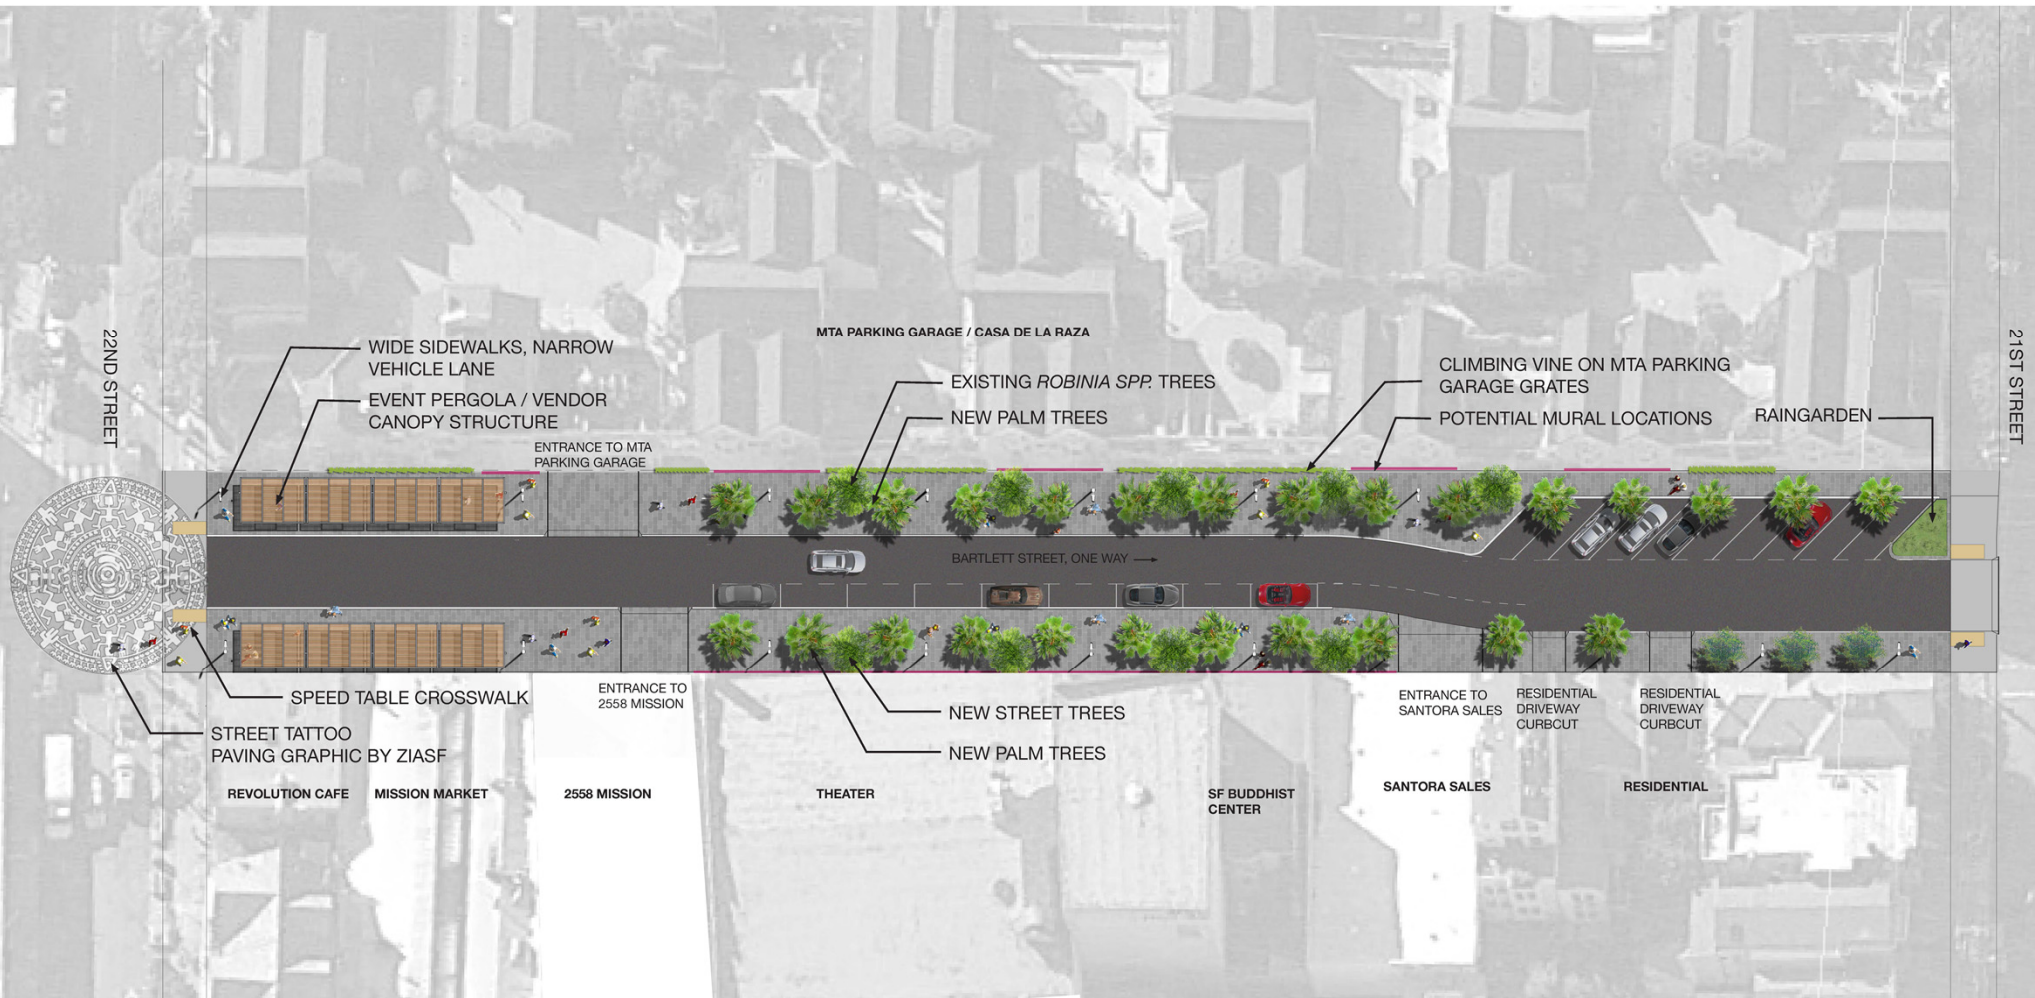 22ND STREET
21ST STREET
MTA PARKING GARAGE / CASA DE LA RAZA
WIDE SIDEWALKS, NARROW
VEHICLE LANE
EVENT PERGOLA / VENDOR
CANOPY STRUCTURE
ENTRANCE TO MTA
PARKING GARAGE
EXISTING ROBINIA SPP. TREES
NEW PALM TREES
CLIMBING VINE ON MTA PARKING
GARAGE GRATES
POTENTIAL MURAL LOCATIONS
RAINGARDEN
BARTLETT STREET, ONE WAY
SPEED TABLE CROSSWALK
STREET TATTOO
PAVING GRAPHIC BY ZIASF
ENTRANCE TO
2558 MISSION
NEW STREET TREES
NEW PALM TREES
ENTRANCE TO
SANTORA SALES
RESIDENTIAL
DRIVEWAY
CURBCUT
RESIDENTIAL
DRIVEWAY
CURBCUT
REVOLUTION CAFE
MISSION MARKET
2558 MISSION
THEATER
SF BUDDHIST
CENTER
SANTORA SALES
RESIDENTIAL